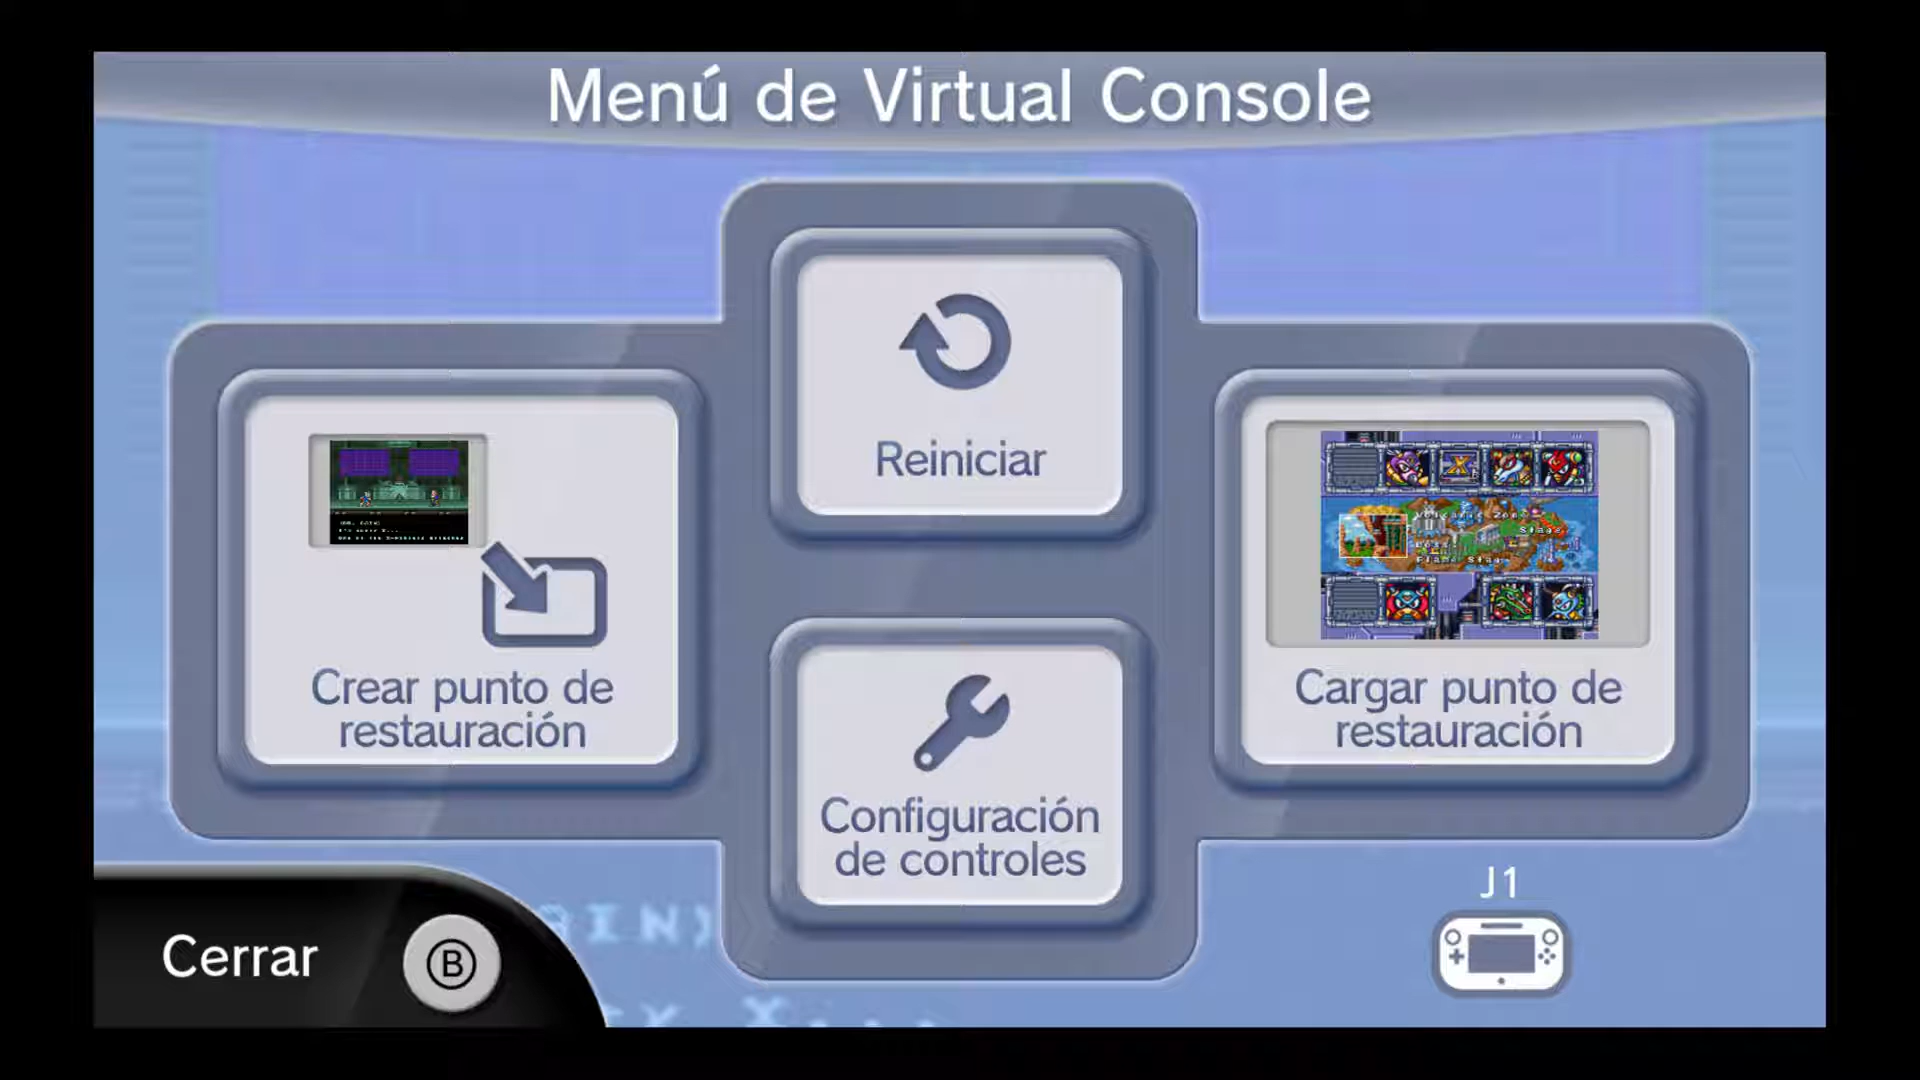 Menú de Virtual Console
Reiniciar
Crear punto de
restauración
Cargar punto de
restauración
Configuración
de controles
J1
Cerrar
B